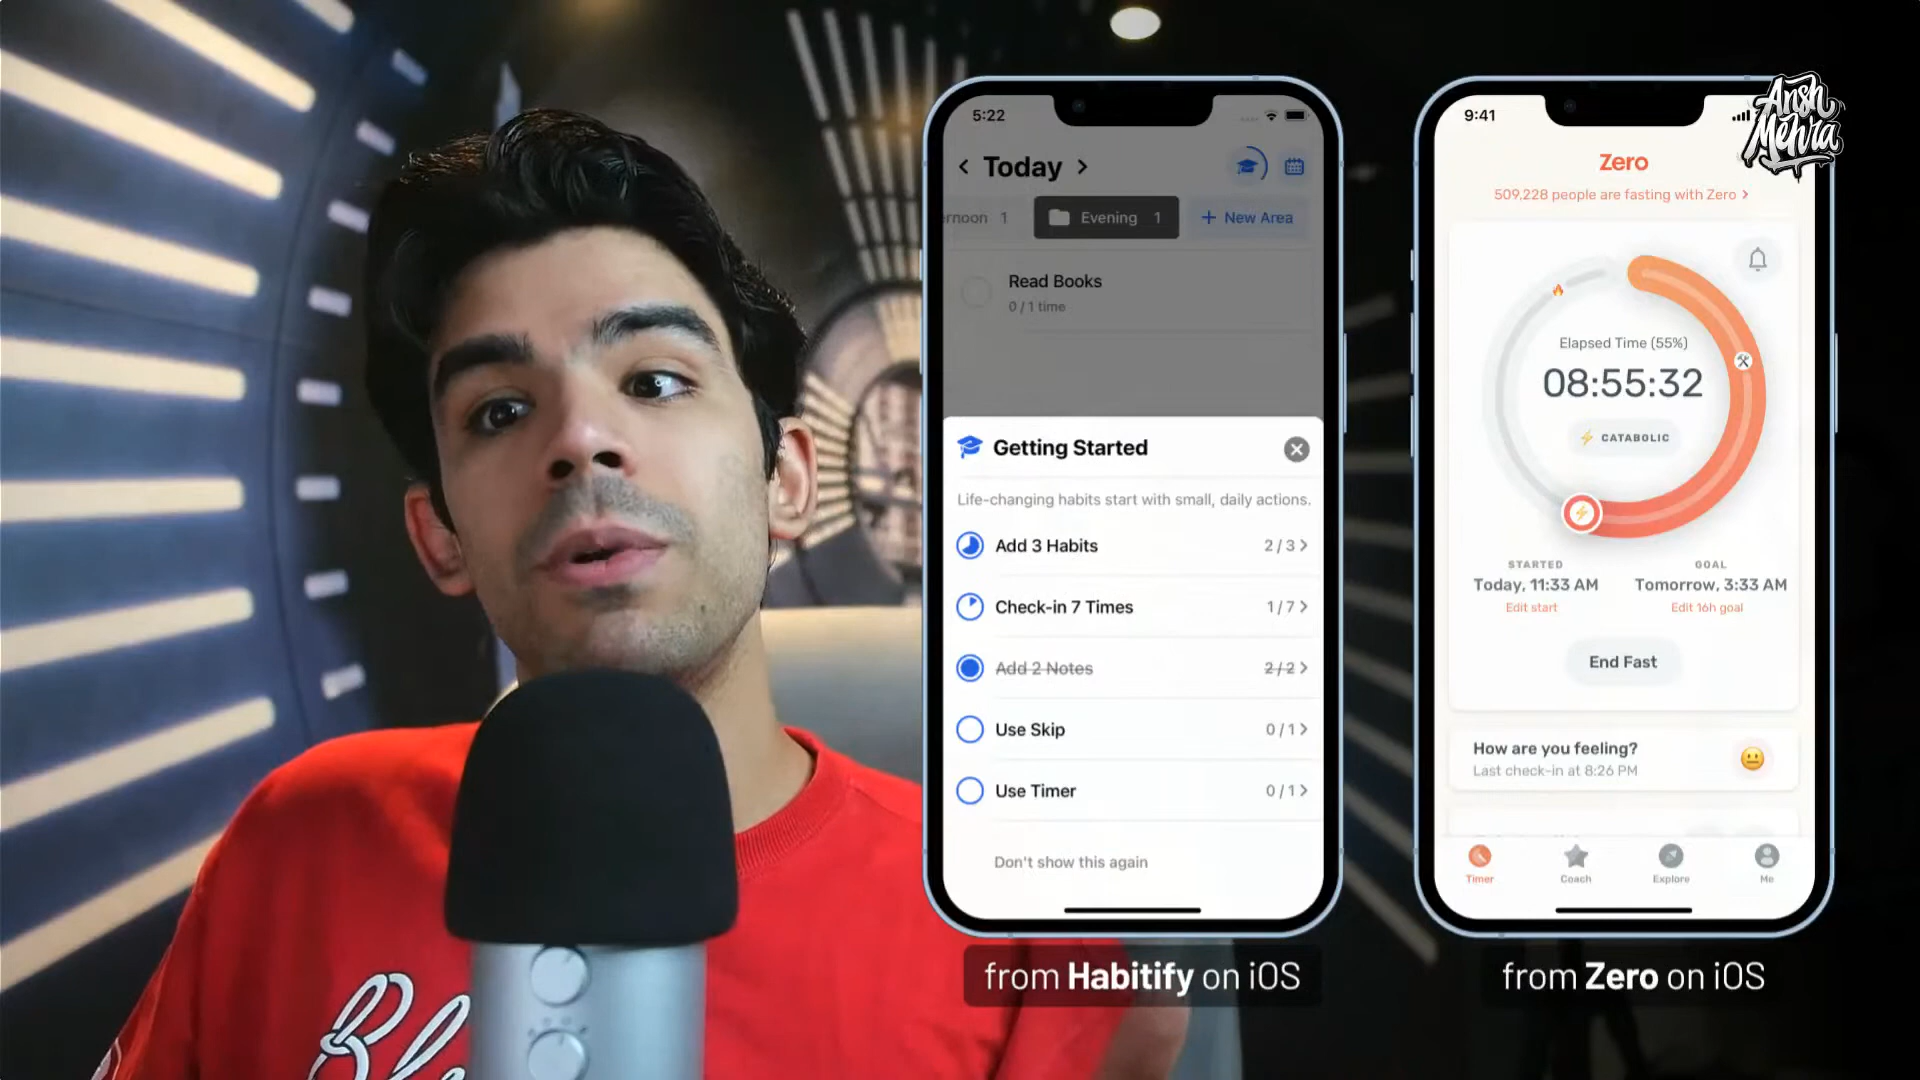 Ansh
Mehra
5:22
Today
ernoon 1
Evening 1
+ New Area
Read Books
0 / 1 time
Getting Started
Life-changing habits start with small, daily actions.
Add 3 Habits 2 / 3
Check-in 7 Times 1 / 7
Add 2 Notes 2 / 2
Use Skip 0 / 1
Use Timer 0 / 1
Don't show this again
from Habitify on iOS
9:41
Zero
509,228 people are fasting with Zero
Elapsed Time (55%)
08:55:32
CATABOLIC
STARTED
Today, 11:33 AM
Edit start
GOAL
Tomorrow, 3:33 AM
Edit 16h goal
End Fast
How are you feeling?
Last check-in at 8:26 PM
Timer
Coach
Explore
Me
from Zero on iOS